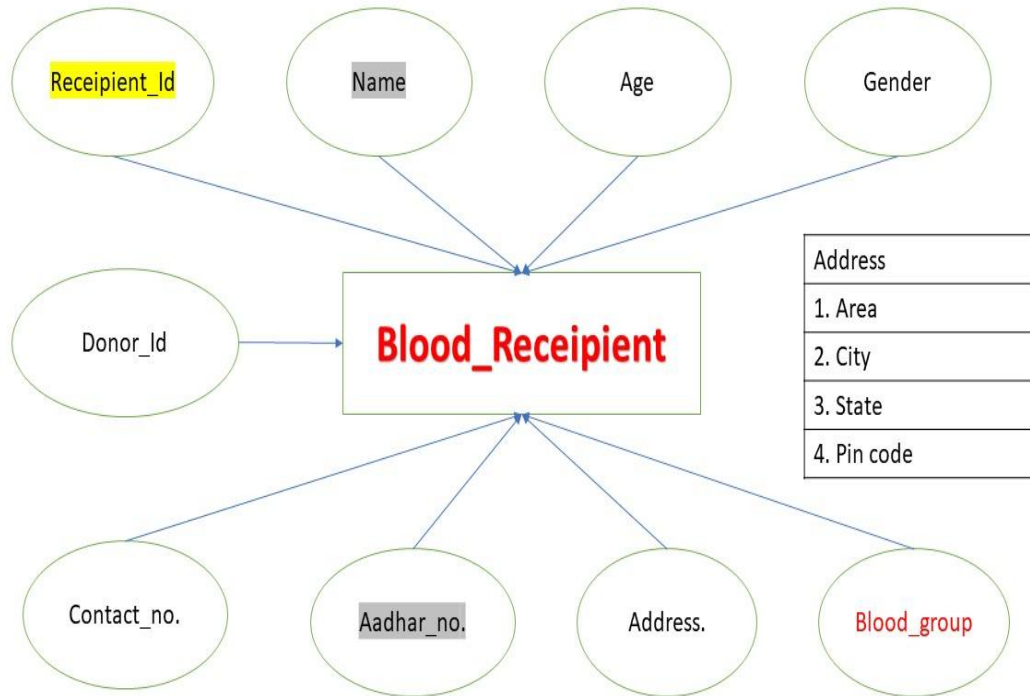 Receipient_Id
Name
Age
Gender
Donor_Id
Blood_Receipient
Address
1. Area
2. City
3. State
4. Pin code
Contact_no.
Aadhar_no.
Address.
Blood_group